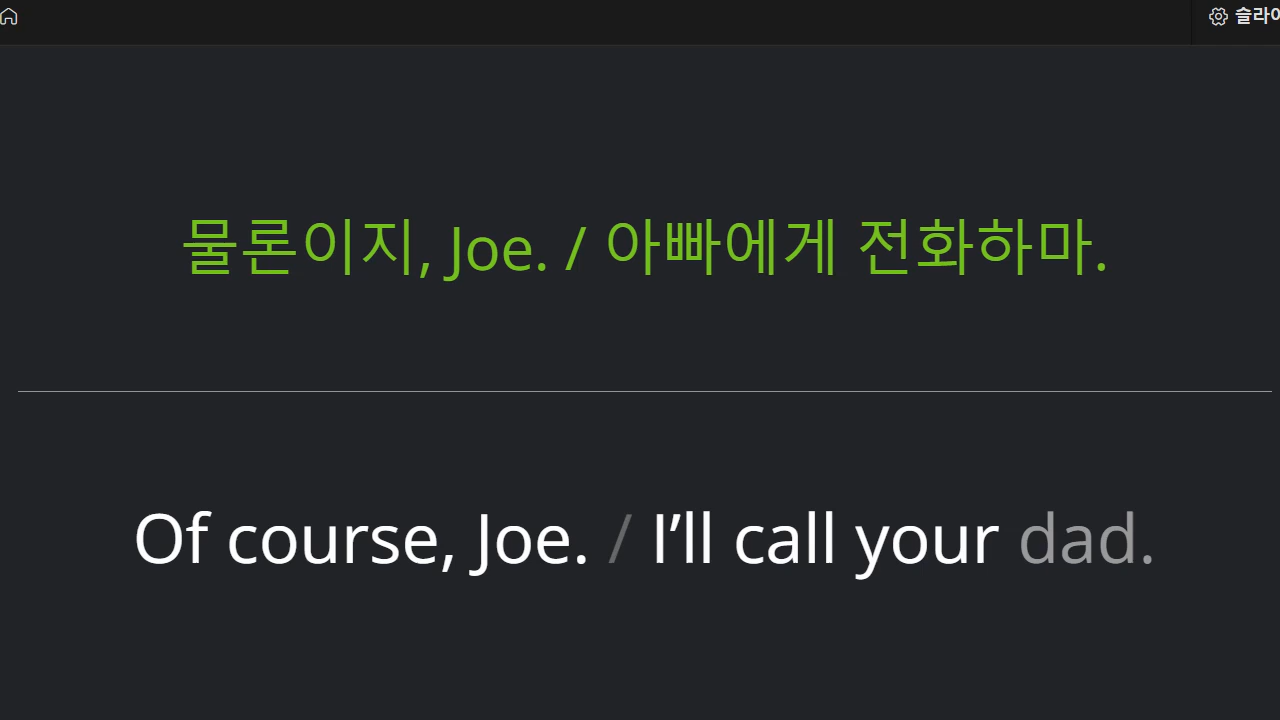 슬라이
물론이지, Joe. / 아빠에게 전화하마.
Of course, Joe. / I’ll call your dad.